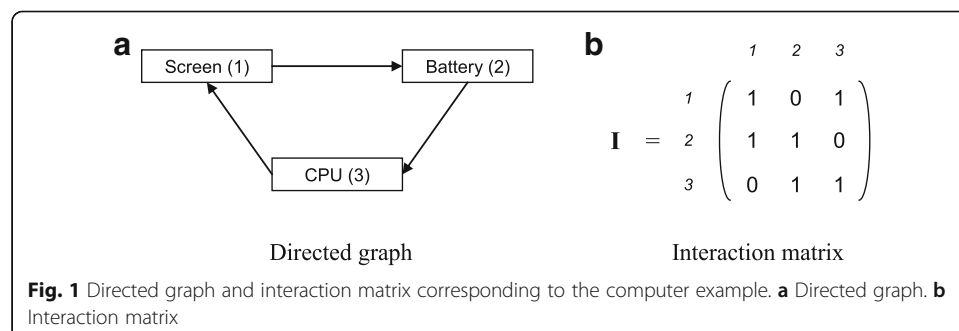 a
Screen (1)
Battery (2)
CPU (3)
Directed graph
b
1 2 3
1 1 0 1
I = 2 1 1 0
3 0 1 1
Interaction matrix
Fig. 1 Directed graph and interaction matrix corresponding to the computer example. a Directed graph. b
Interaction matrix